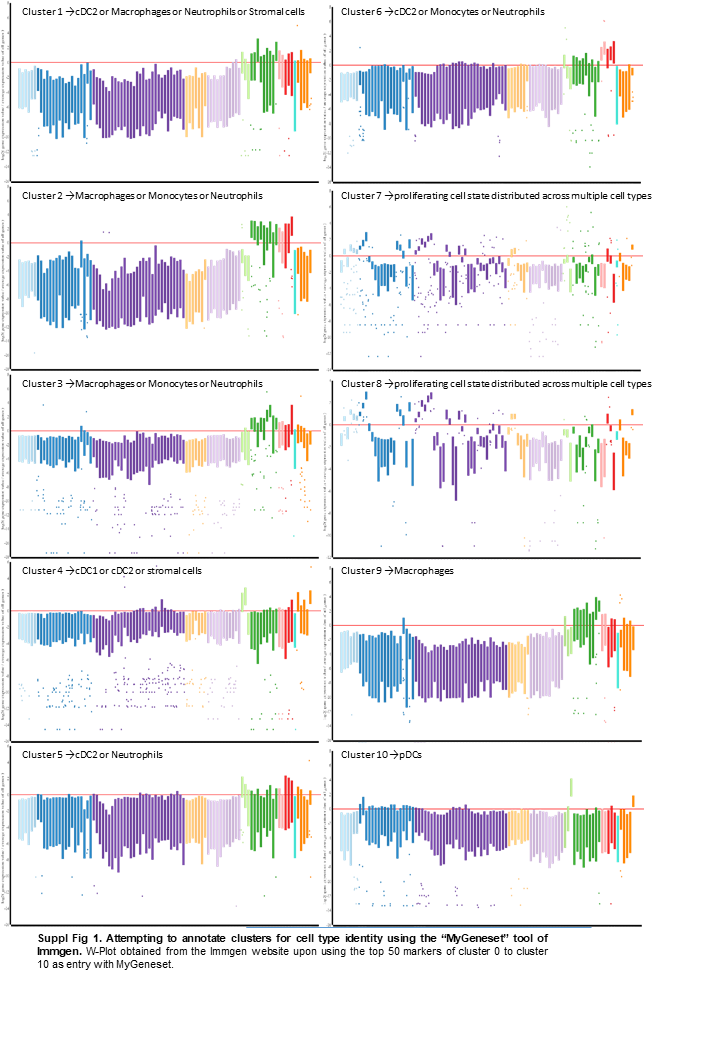 Cluster 1 →cDC2 or Macrophages or Neutrophils or Stromal cells
Cluster 6 →cDC2 or Monocytes or Neutrophils
Cluster 2 →Macrophages or Monocytes or Neutrophils
Cluster 7 →proliferating cell state distributed across multiple cell types
Cluster 3 →Macrophages or Monocytes or Neutrophils
Cluster 8 →proliferating cell state distributed across multiple cell types
Cluster 4 →cDC1 or cDC2 or stromal cells
Cluster 9 →Macrophages
Cluster 5 →cDC2 or Neutrophils
Cluster 10 →pDCs
Suppl Fig 1. Attempting to annotate clusters for cell type identity using the “MyGeneset” tool of
Immgen. W-Plot obtained from the Immgen website upon using the top 50 markers of cluster 0 to cluster
10 as entry with MyGeneset.